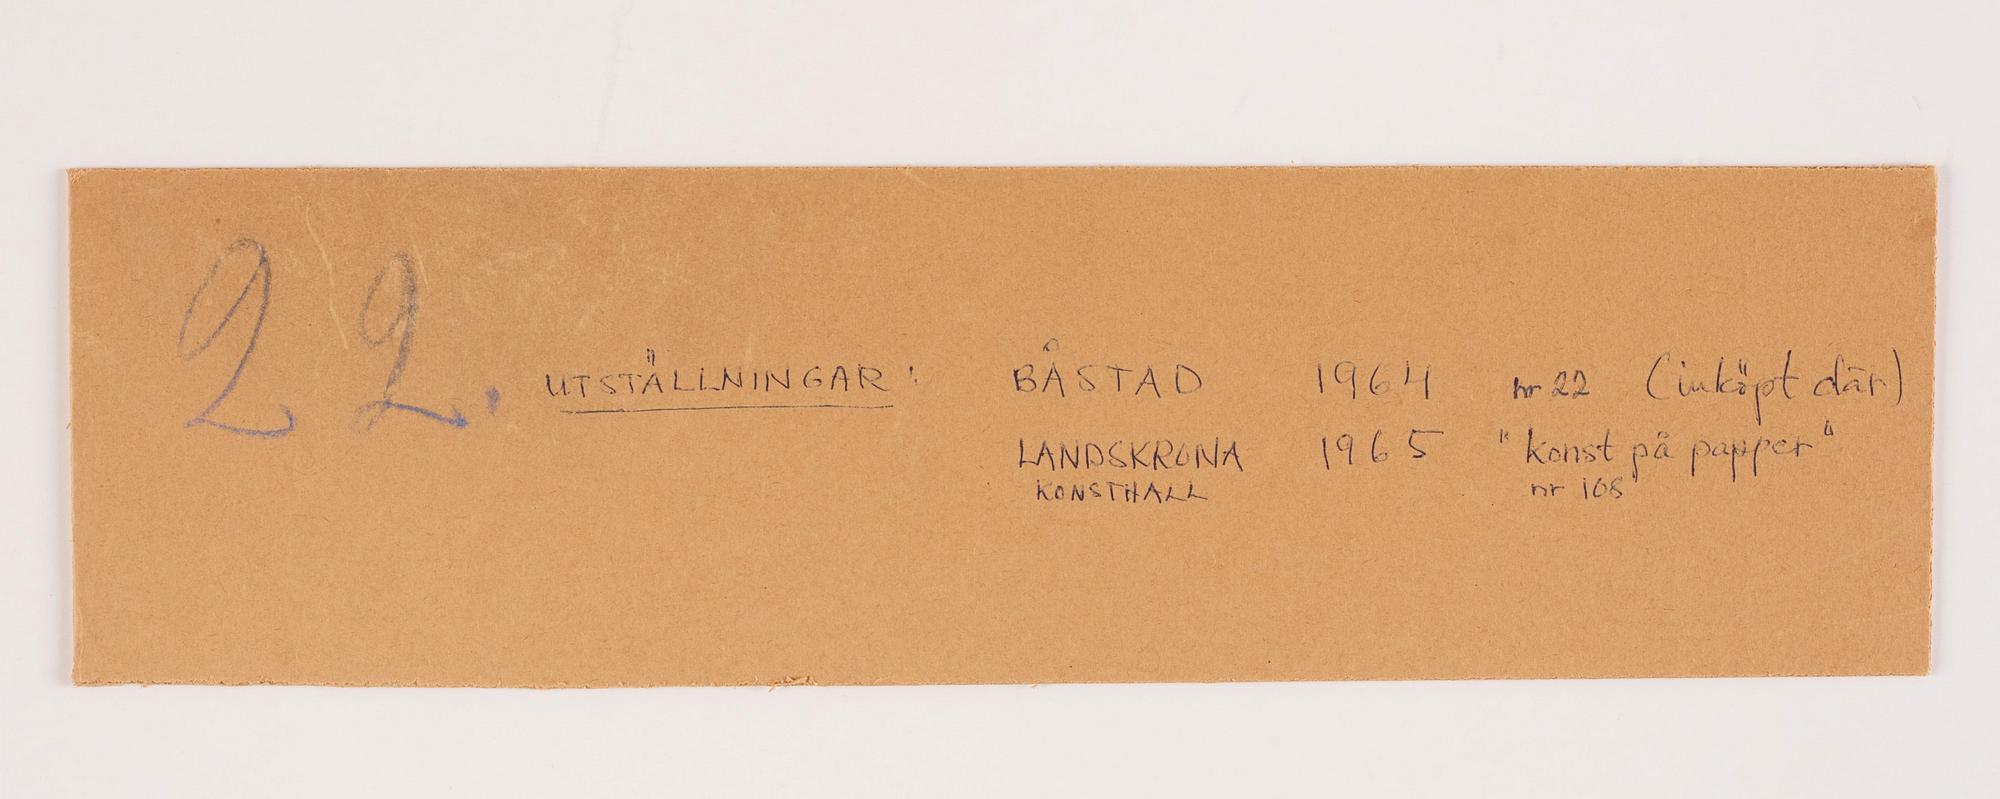 22.
UTSTÄLLNINGAR: BÅSTAD 1964 nr 22 (inköpt där)
LANDSKRONA 1965 "konst på papper"
KONSTHALL nr 108